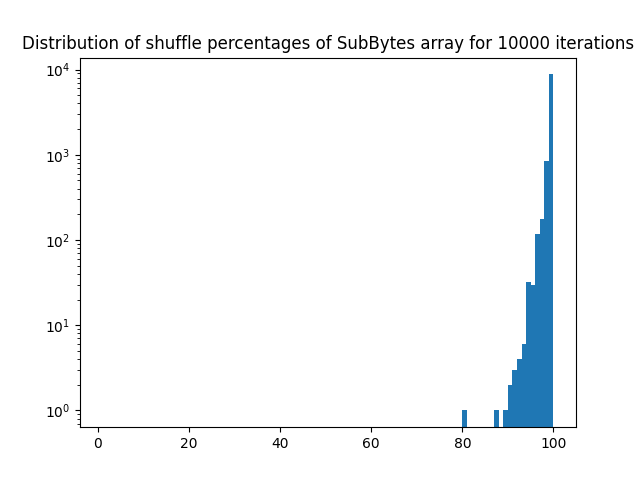 Distribution of shuffle percentages of SubBytes array for 10000 iterations
10⁴
10³
10²
10¹
10⁰
0 20 40 60 80 100